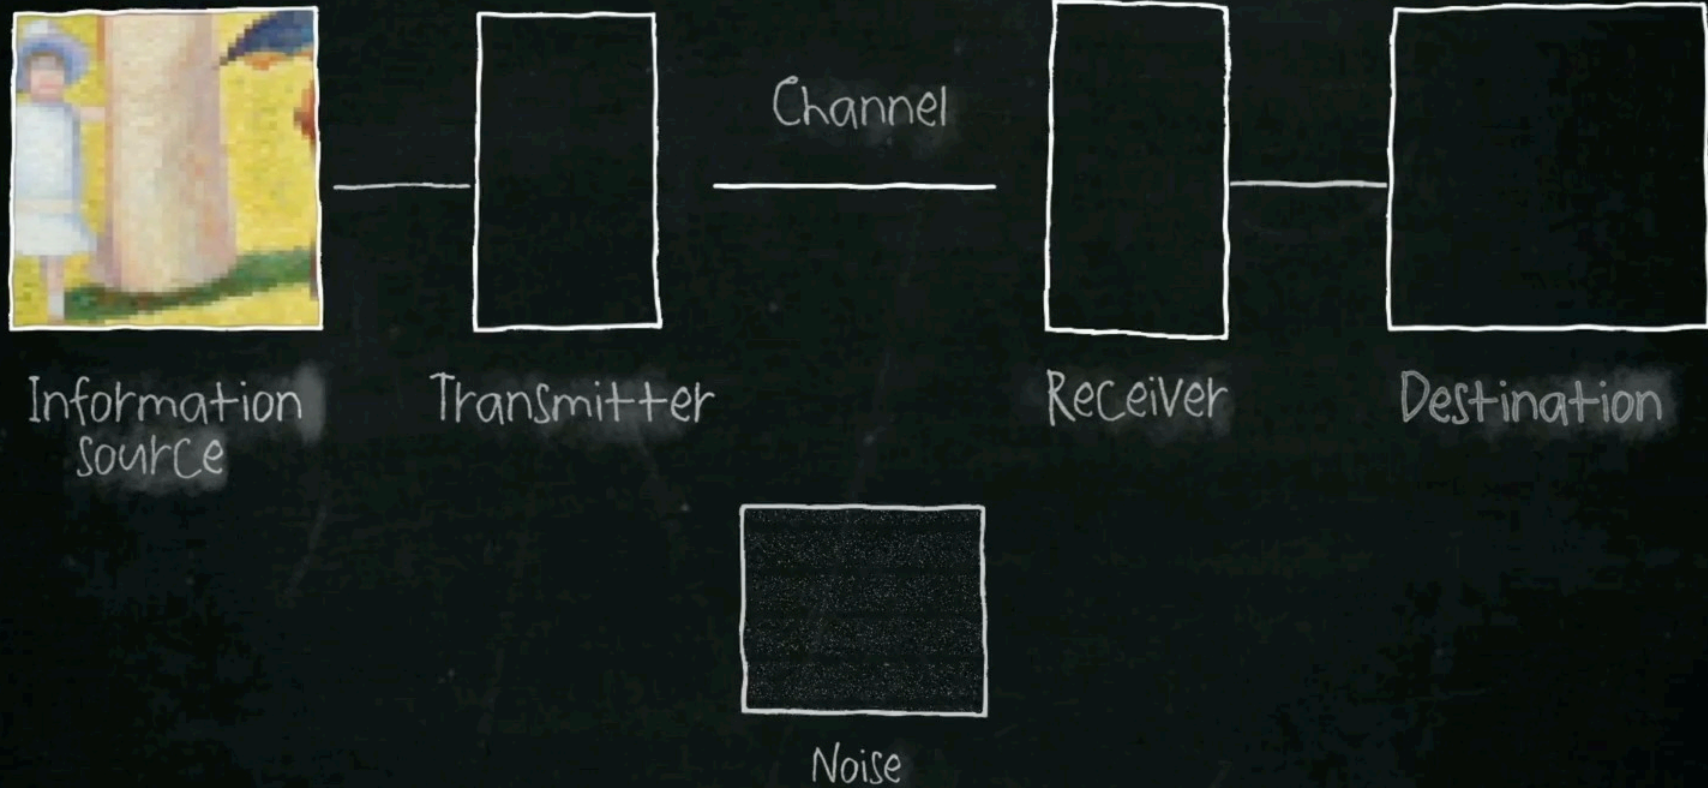 Channel
Information
source
Transmitter
Receiver
Destination
Noise